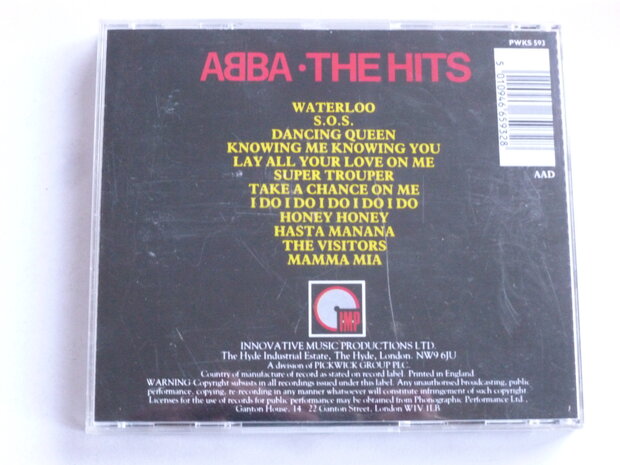 PWKS 593
ABBA · THE HITS
5 010946 659328
AAD
WATERLOO
S.O.S.
DANCING QUEEN
KNOWING ME KNOWING YOU
LAY ALL YOUR LOVE ON ME
SUPER TROUPER
TAKE A CHANCE ON ME
I DO I DO I DO I DO I DO
HONEY HONEY
HASTA MANANA
THE VISITORS
MAMMA MIA
IMP
INNOVATIVE MUSIC PRODUCTIONS LTD.
The Hyde Industrial Estate, The Hyde, London. NW9 6JU
A division of PICKWICK GROUP PLC.
Country of manufacture of record as stated on record label. Printed in England
WARNING Copyright subsists in all recordings issued under this label. Any unauthorised broadcasting, public
performance, copying, re-recording in any manner whatsoever will constitute infringement of such copyright.
Licenses for the use of records for public performance may be obtained from Phonographic Performance Ltd.,
Ganton House, 14 22 Ganton Street, London W1V 1LR